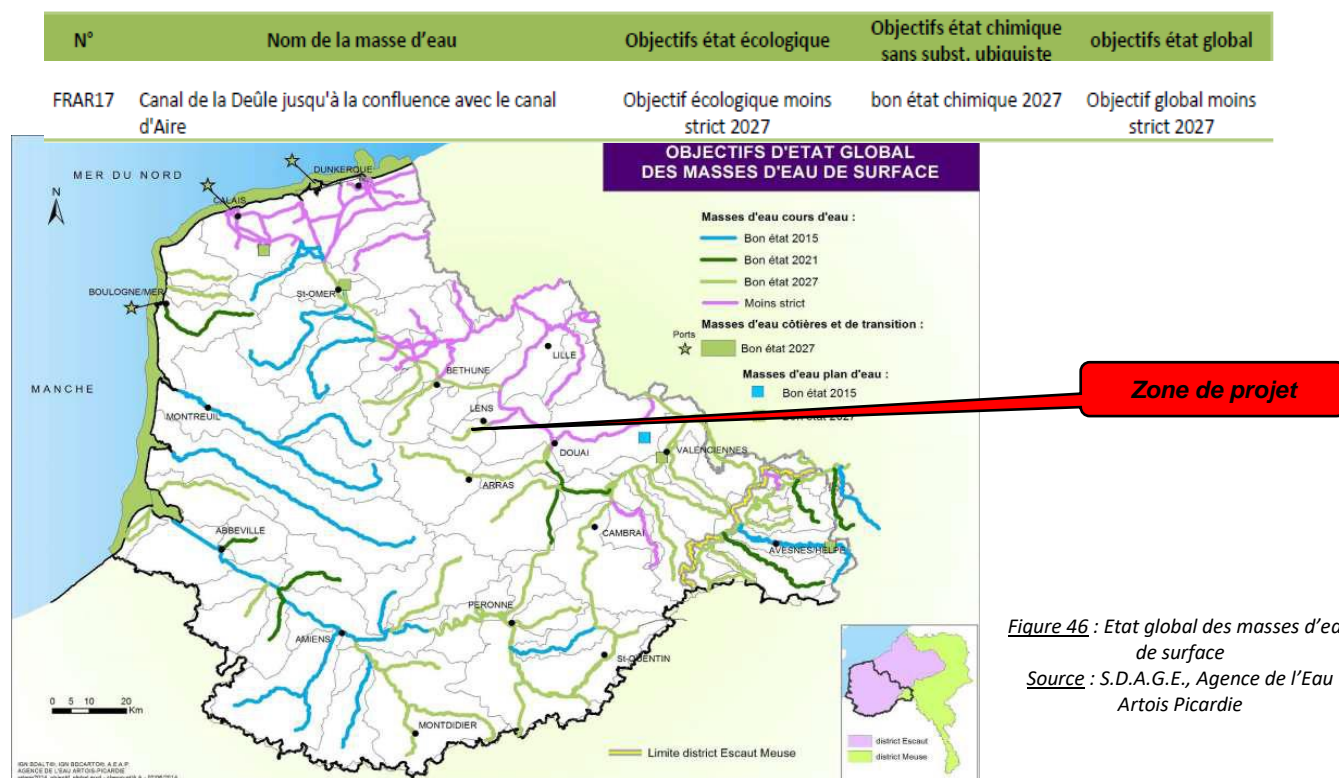 N° Nom de la masse d'eau Objectifs état écologique Objectifs état chimique sans subst. ubiquiste objectifs état global
FRAR17 Canal de la Deûle jusqu'à la confluence avec le canal d'Aire Objectif écologique moins strict 2027 bon état chimique 2027 Objectif global moins strict 2027
OBJECTIFS D'ETAT GLOBAL
DES MASSES D'EAU DE SURFACE
MER DU NORD
N
DUNKERQUE
CALAIS
Masses d'eau cours d'eau :
Bon état 2015
Bon état 2021
Bon état 2027
Moins strict
BOULOGNE/MER
St-OMER
Masses d'eau côtières et de transition :
Ports
Bon état 2027
LILLE
MANCHE
BETHUNE
Masses d'eau plan d'eau :
Bon état 2015
Bon état 2027
Zone de projet
MONTREUIL
LENS
DOUAI
VALENCIENNES
ARRAS
ABBEVILLE
CAMBRAI
AVESNES/HELPE
PERONNE
AMIENS
St-QUENTIN
MONTDIDIER
Figure 46 : Etat global des masses d'ea
de surface
Source : S.D.A.G.E., Agence de l'Eau
Artois Picardie
0 5 10 20
Km
Limite district Escaut Meuse
district Escaut
district Meuse
AGENCE DE L'EAU ARTOIS-PICARDIE